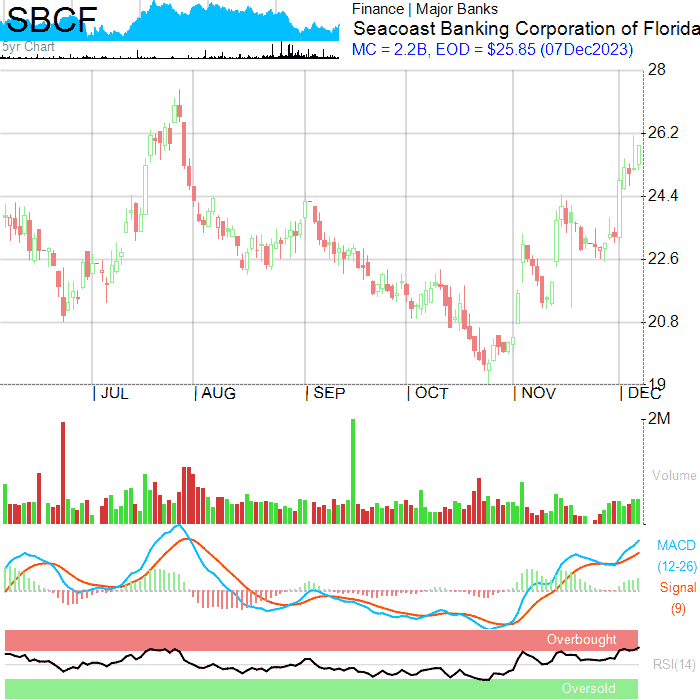 SBCF
5yr Chart
Finance | Major Banks
Seacoast Banking Corporation of Florida
MC = 2.2B, EOD = $25.85 (07Dec2023)
28
26.2
24.4
22.6
20.8
19
| JUL | AUG | SEP | OCT | NOV | DEC
2M
Volume
MACD
(12-26)
Signal
(9)
Overbought
RSI(14)
Oversold